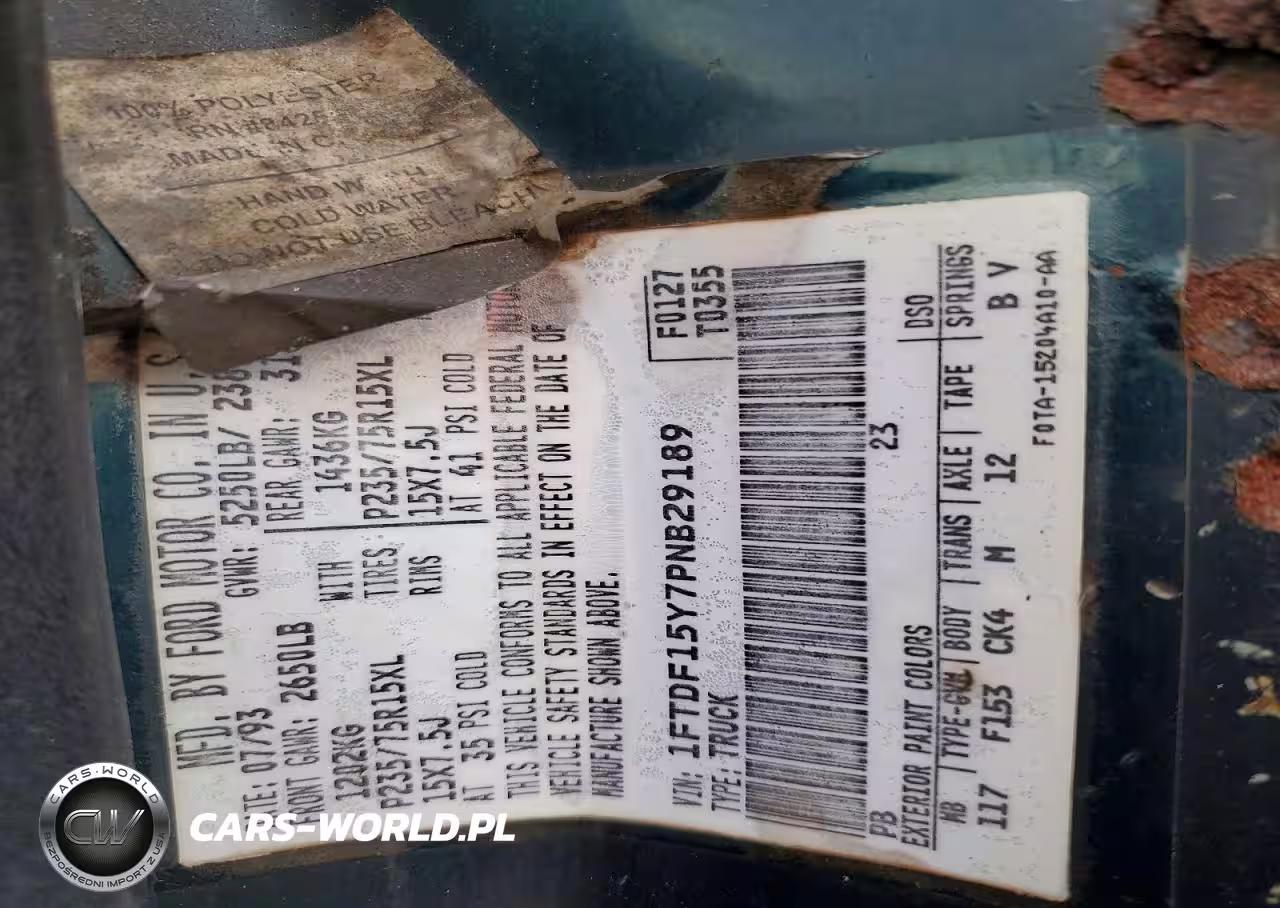 100% POLYESTER
RN #842
MADE IN
HAND
COLD WATER
NOT USE BLEACH
MFD. BY FORD MOTOR CO. IN U.S
TE: 07/93
GVWR: 5250LB/
RONT GAWR: 2650LB
REAR GAWR:
1202KG
WITH
1436KG
P235/75R15XL
TIRES
P235/75R15XL
15X7.5J
RIMS
15X7.5J
AT 35 PSI COLD
AT 41 PSI COLD
THIS VEHICLE CONFORMS TO ALL APPLICABLE FEDERAL MOTO
VEHICLE SAFETY STANDARDS IN EFFECT ON THE DATE OF
MANUFACTURE SHOWN ABOVE.
VIN: 1FTDF15Y7PNB29189
TYPE: TRUCK
F0127
T0355
PB
23
EXTERIOR PAINT COLORS
DSO
WB | TYPE-GVW | BODY | TRANS | AXLE | TAPE | SPRINGS
117 F153 CK4 M 12 B V
F0TA-15204A10-AA
CARS-WORLD
CW
BEZPOŚREDNI IMPORT Z USA
CARS-WORLD.PL